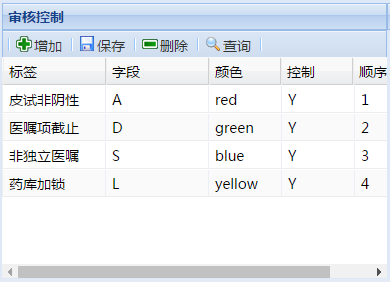 审核控制
增加 保存 删除 查询
标签 字段 颜色 控制 顺序
皮试非阴性 A red Y 1
医嘱项截止 D green Y 2
非独立医嘱 S blue Y 3
药库加锁 L yellow Y 4